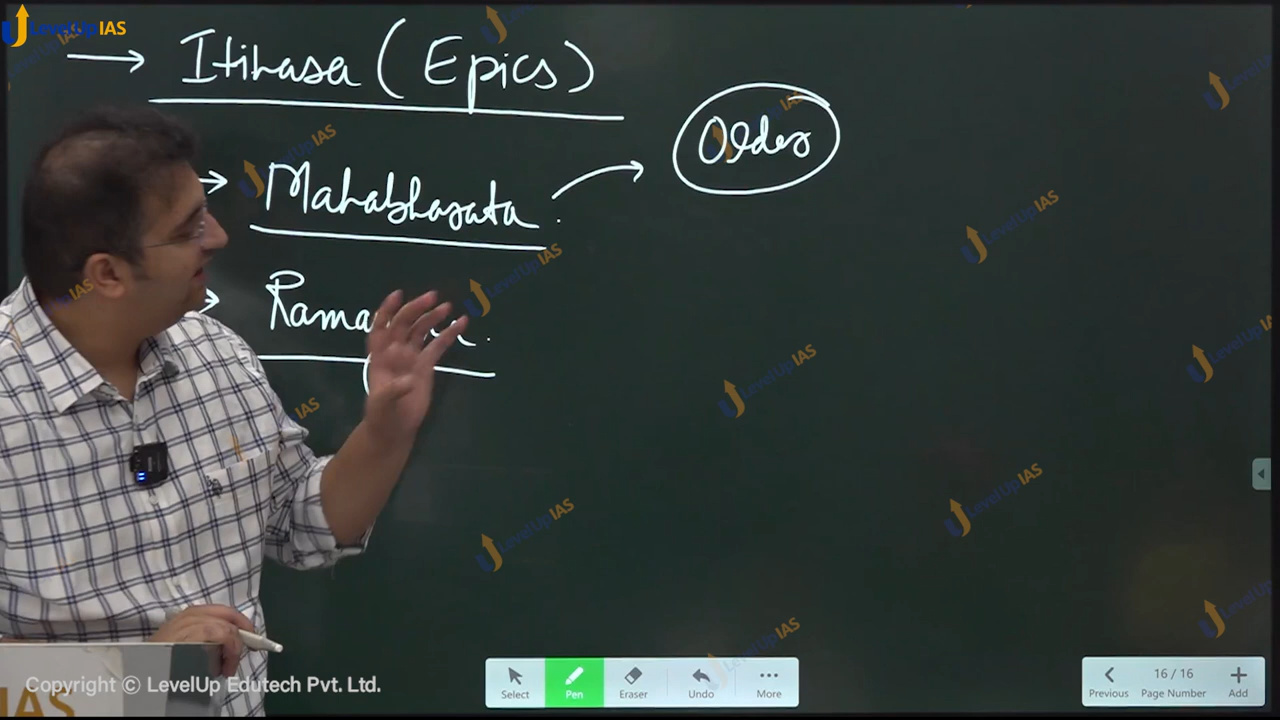 LevelUp IAS
→ Itihasa (Epics)
Older
→ Mahabharata
→
Copyright © LevelUp Edutech Pvt. Ltd.
IAS
Select
Pen
Eraser
Undo
More
Previous
16 / 16
Page Number
Add